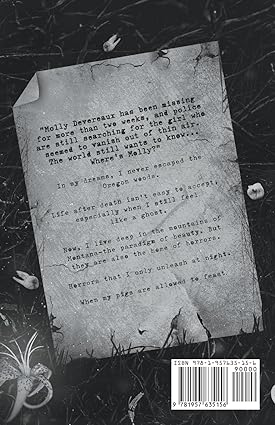 "Molly Devereaux has been missing
for more than two weeks, and police
are still searching for the girl who
seemed to vanish out of thin air.
The world still wants to know...
Where's Molly?"
In my dreams, I never escaped the
Oregon woods.
Life after death isn't easy to accept,
especially when I still feel
like a ghost.
Now, I live deep in the mountains of
Montana—the paradigm of beauty. But
they are also the home of horrors.
Horrors that I only unleash at night.
When my pigs are allowed to feast.
ISBN 978-1-957635-15-6
90000
9 781957 635156